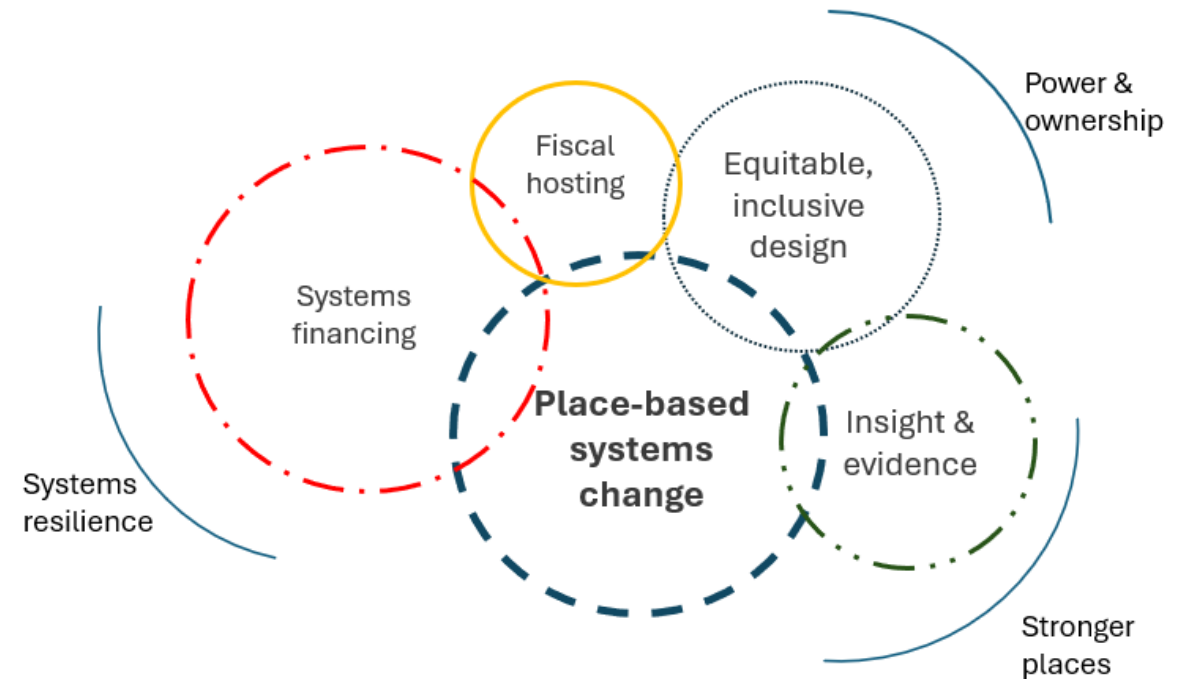 Power &
ownership
Fiscal
hosting
Equitable,
inclusive
design
Systems
financing
Place-based
systems
change
Insight &
evidence
Systems
resilience
Stronger
places